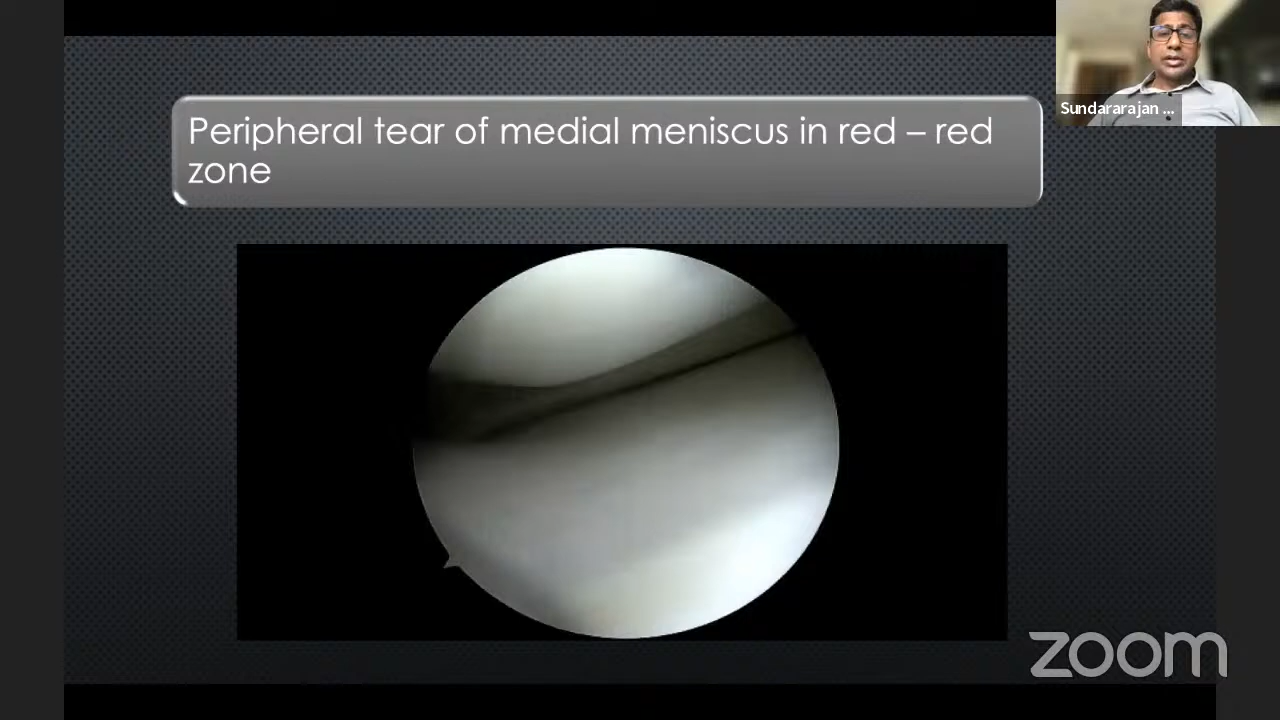 Sundararajan ...
Peripheral tear of medial meniscus in red – red
zone
zoom